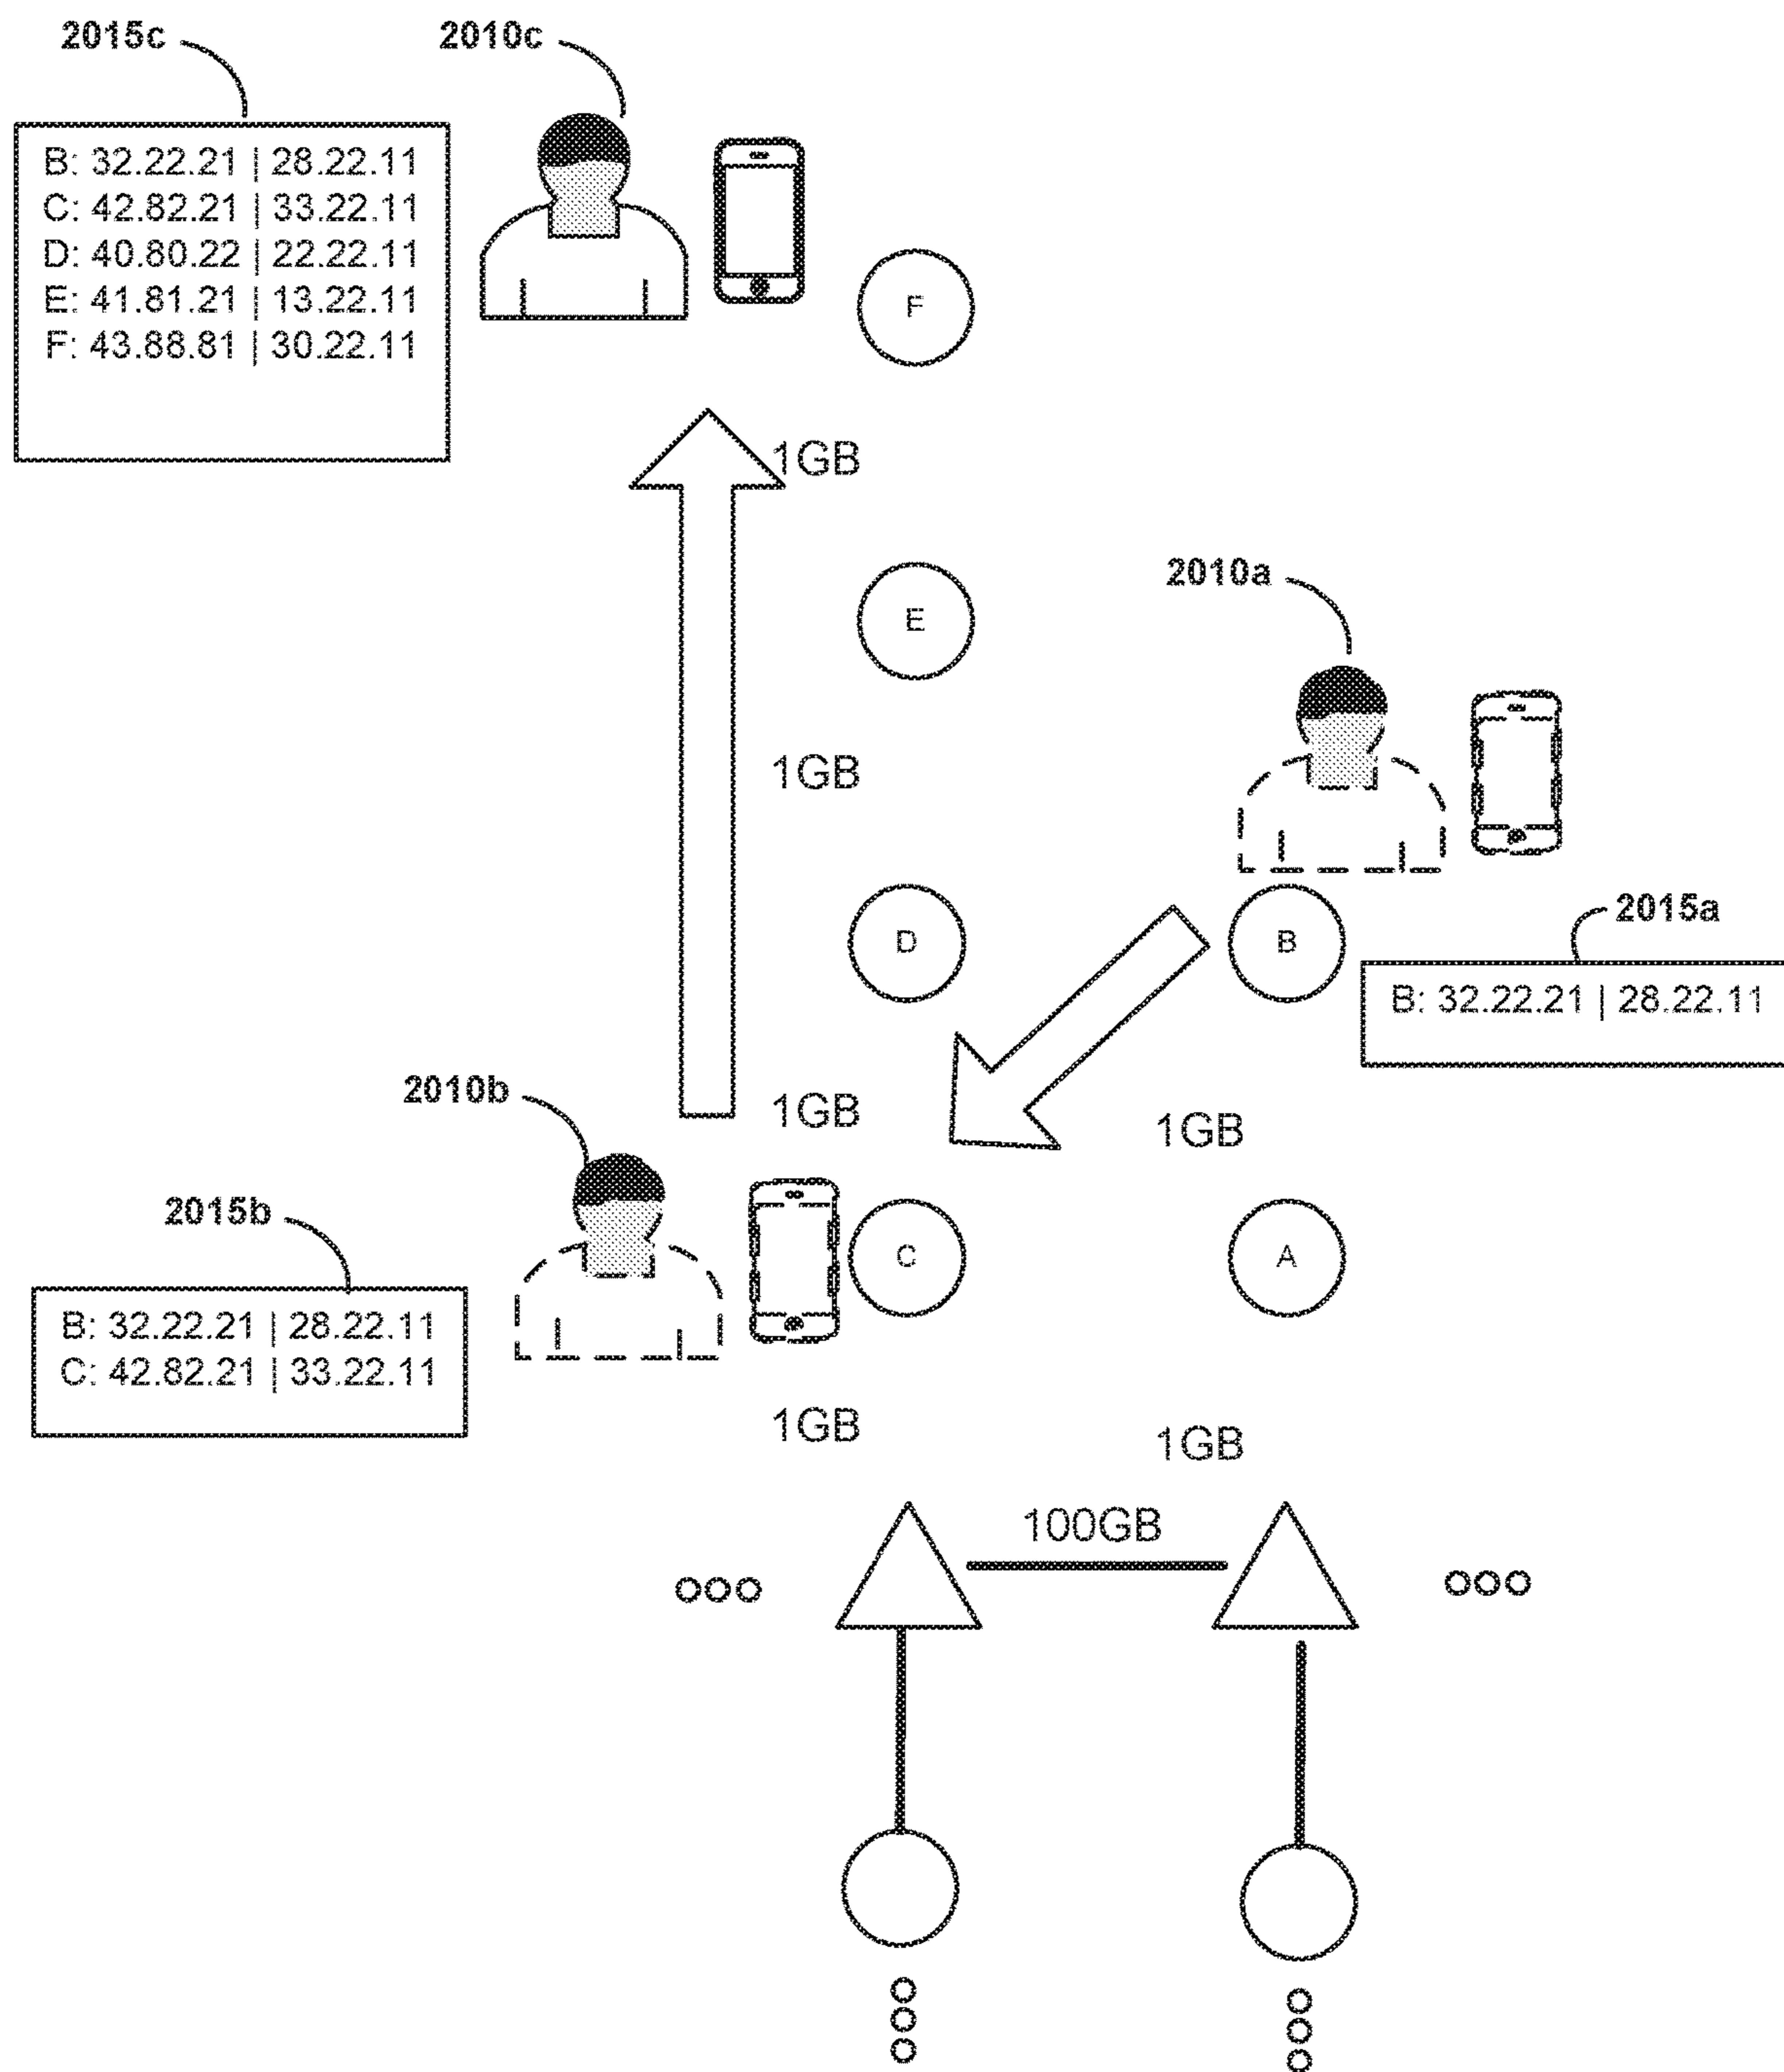 2015c
2010c
B: 32.22.21 | 28.22.11
C: 42.82.21 | 33.22.11
D: 40.80.22 | 22.22.11
E: 41.81.21 | 13.22.11
F: 43.88.81 | 30.22.11
F
1GB
2010a
E
1GB
D
B
2015a
B: 32.22.21 | 28.22.11
2010b
1GB
1GB
2015b
C
A
B: 32.22.21 | 28.22.11
C: 42.82.21 | 33.22.11
1GB
1GB
100GB